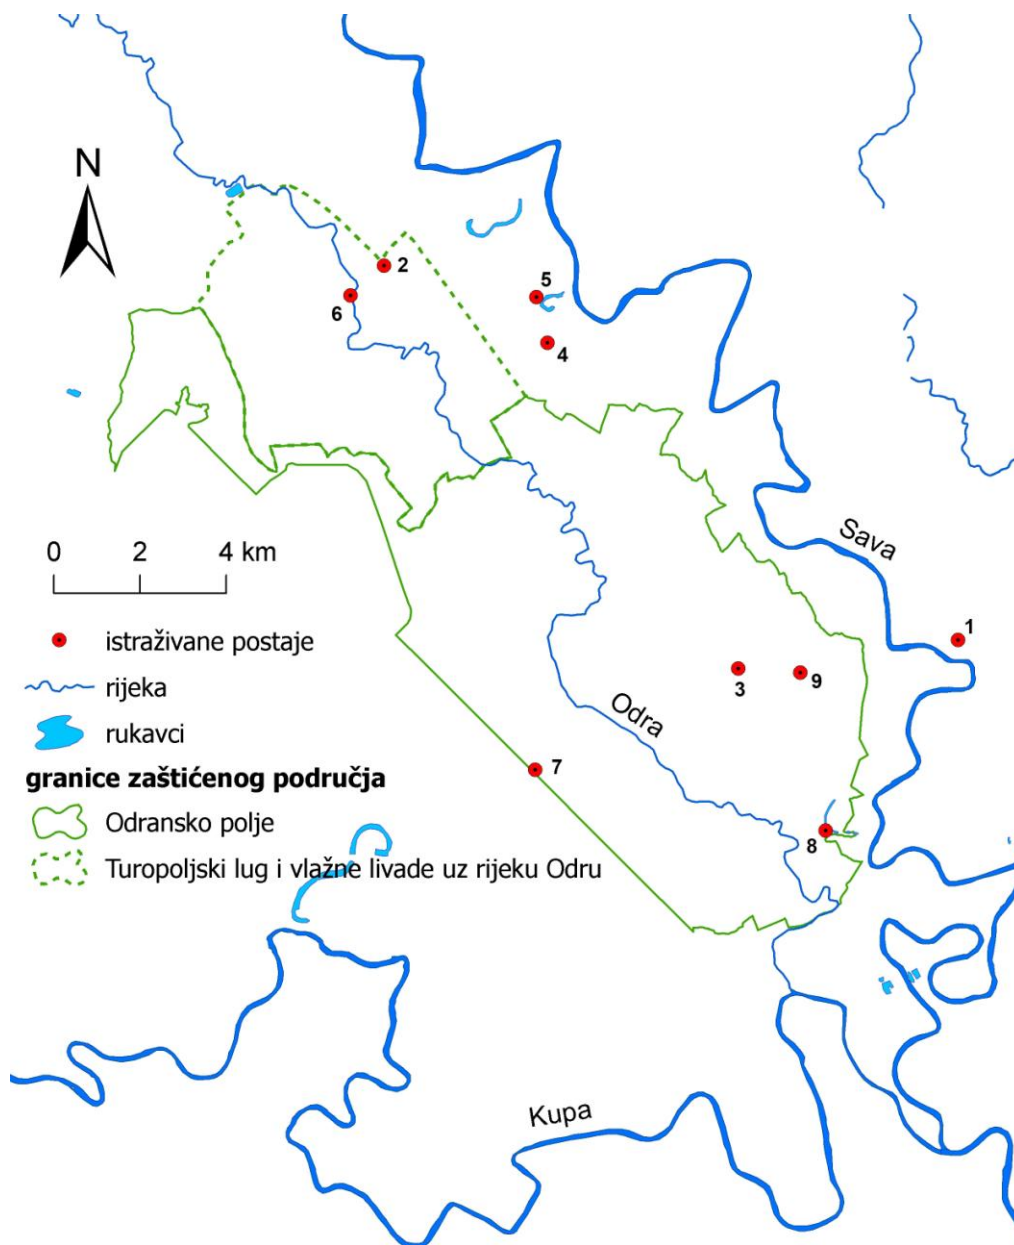 N
2
5
6
4
0 2 4 km
Sava
1
istraživane postaje
rijeka
3
9
Odra
rukavci
granice zaštićenog područja
7
Odransko polje
8
Turopoljski lug i vlažne livade uz rijeku Odru
Kupa